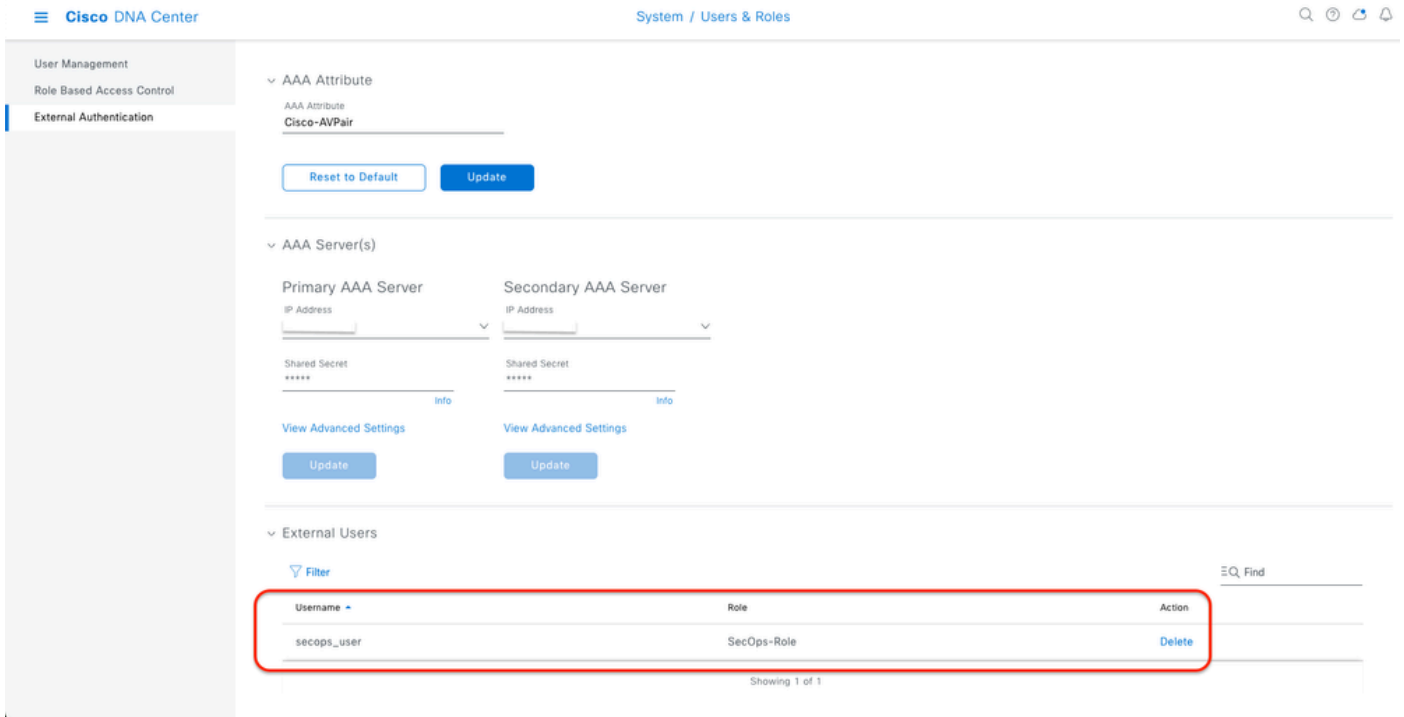 Cisco DNA Center
System / Users & Roles
User Management
Role Based Access Control
External Authentication
AAA Attribute
AAA Attribute
Cisco-AVPair
Reset to Default Update
AAA Server(s)
Primary AAA Server Secondary AAA Server
IP Address IP Address
Shared Secret Shared Secret
***** *****
Info Info
View Advanced Settings View Advanced Settings
Update Update
External Users
Filter Find
Username Role Action
secops_user SecOps-Role Delete
Showing 1 of 1